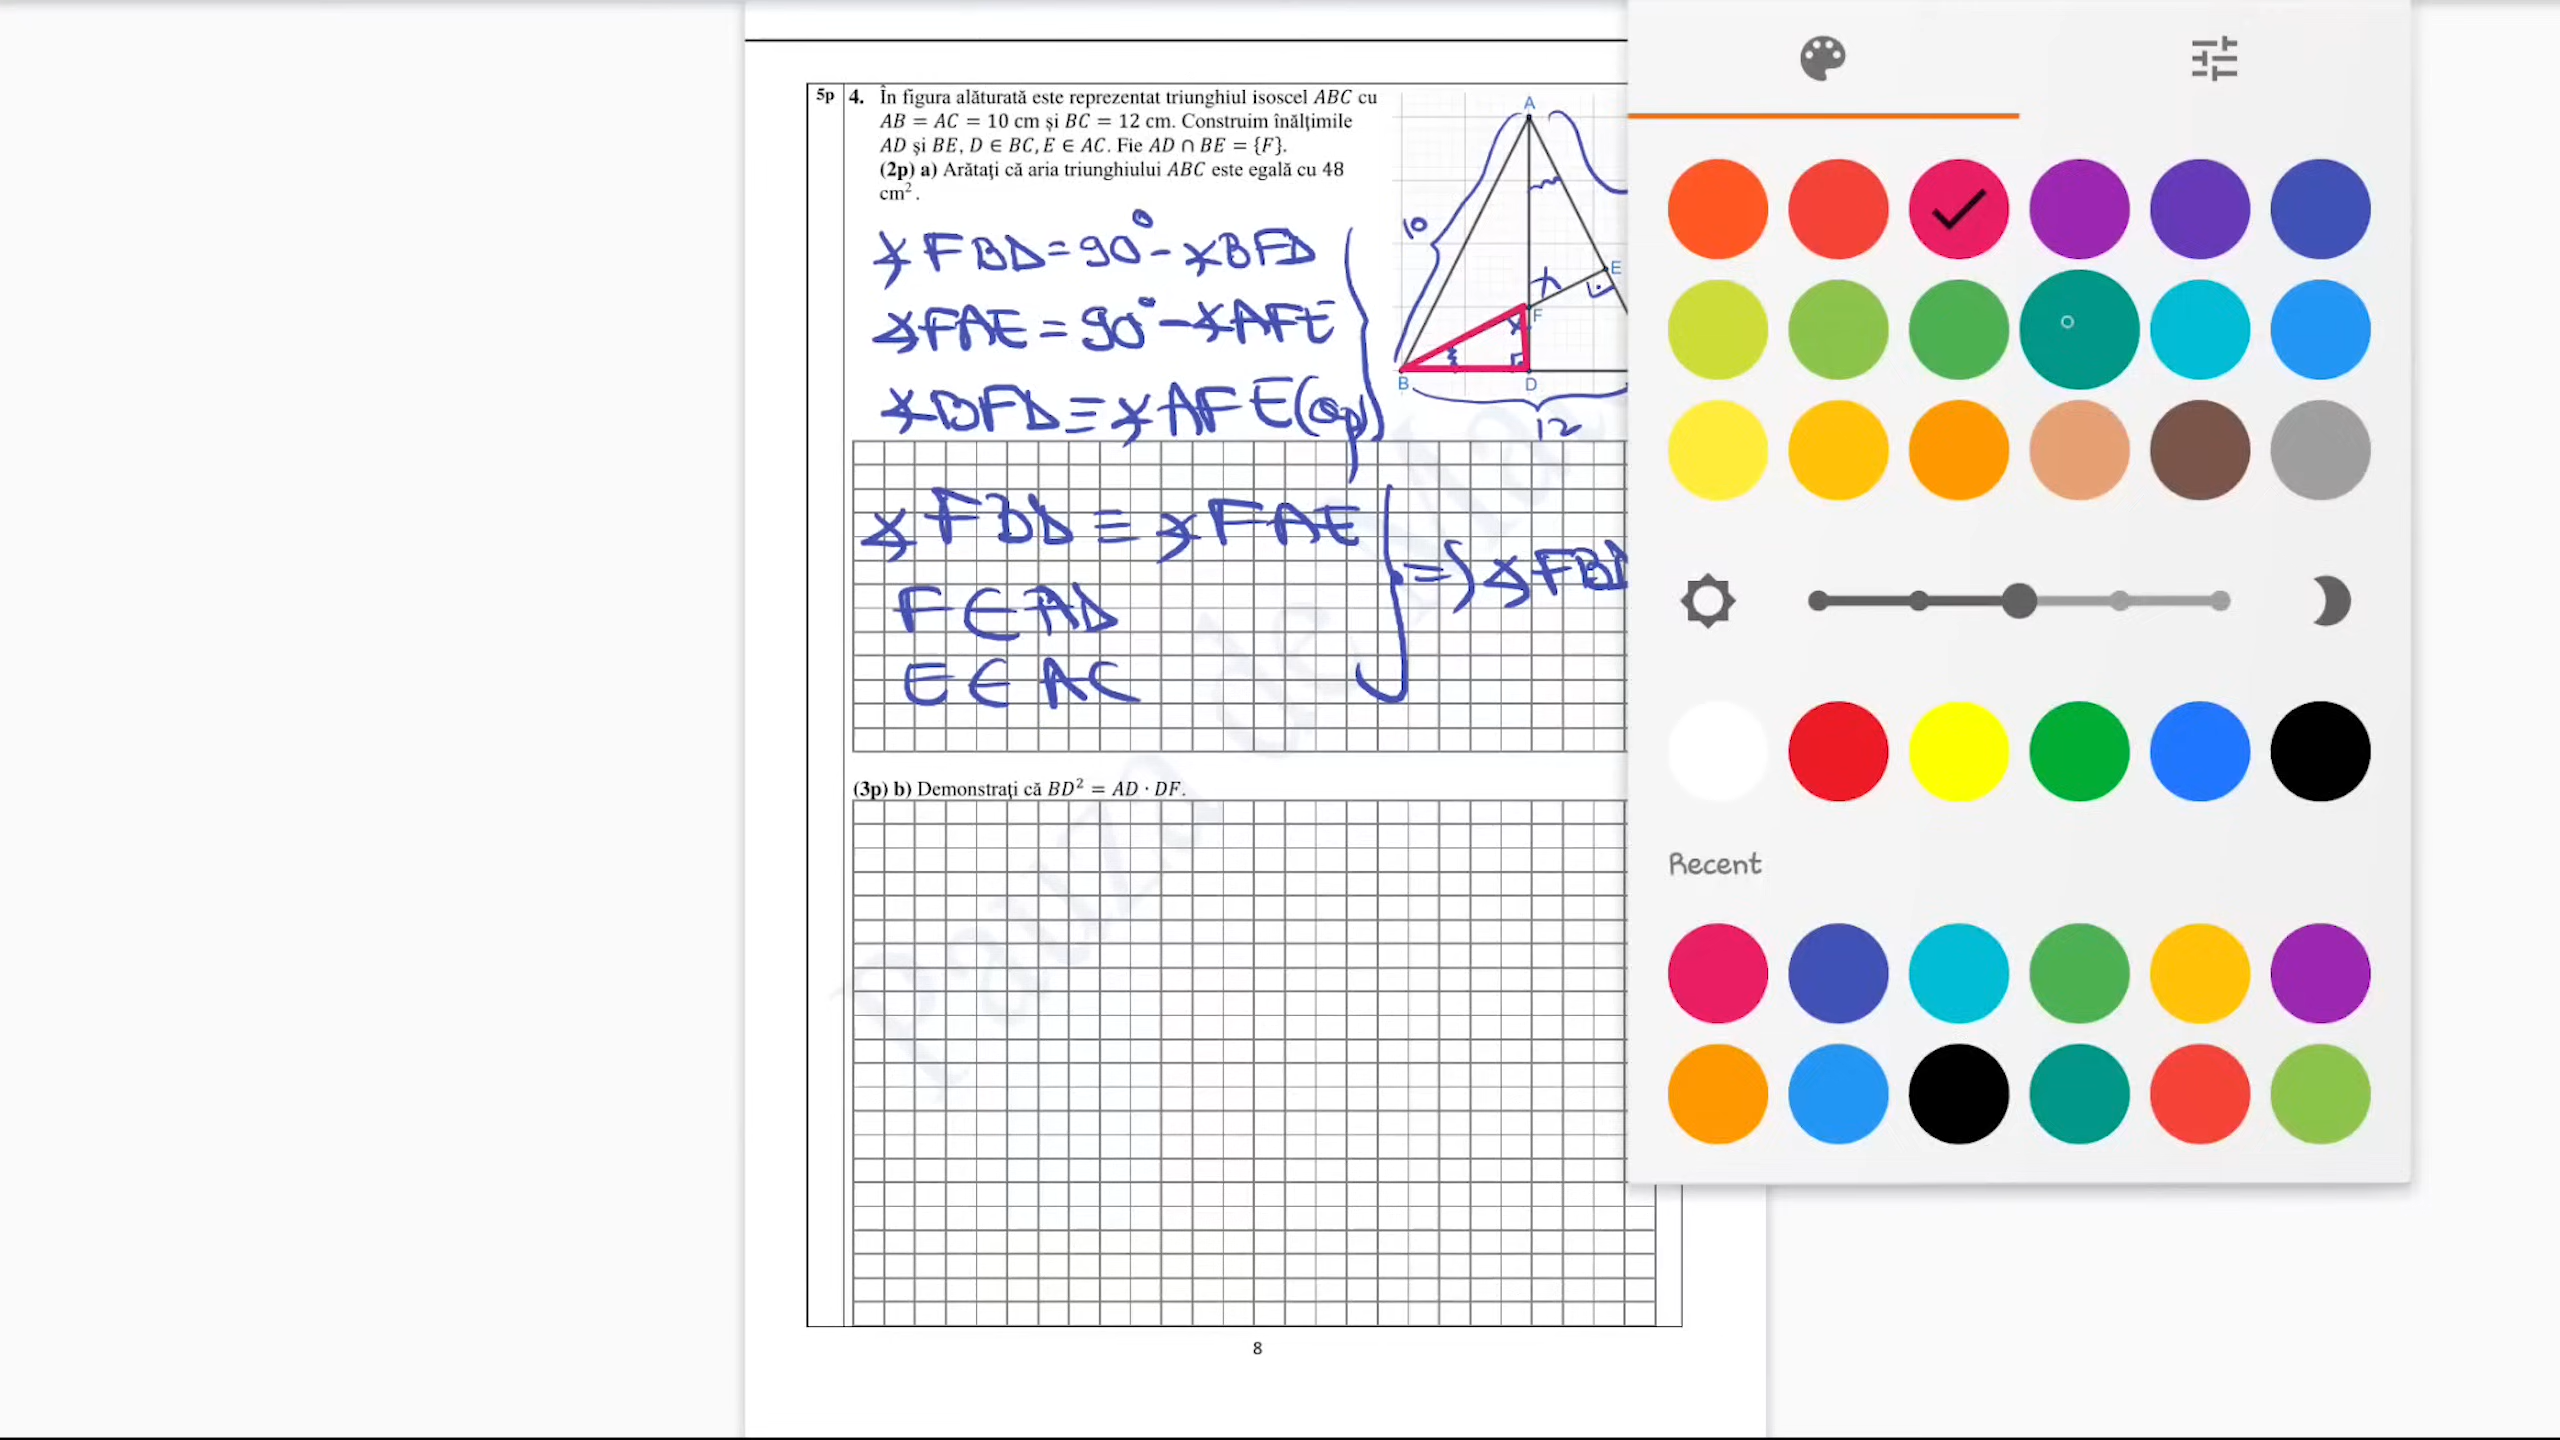 5p
4. În figura alăturată este reprezentat triunghiul isoscel ABC cu
AB = AC = 10 cm și BC = 12 cm. Construim înălțimile
AD și BE, D ∈ BC, E ∈ AC. Fie AD ∩ BE = {F}.
(2p) a) Arătați că aria triunghiului ABC este egală cu 48
cm².
∢FBD = 90° - ∢BFD
∢FAE = 90° - ∢AFE
∢BFD ≡ ∢AFE (op)
A
10
E
x
F
x
B
D
12
∢FBD ≡ ∢FAE
F ∈ AD
E ∈ AC
=> ∢FBD
(3p) b) Demonstrați că BD² = AD · DF.
Pauza de Ma
8
Recent